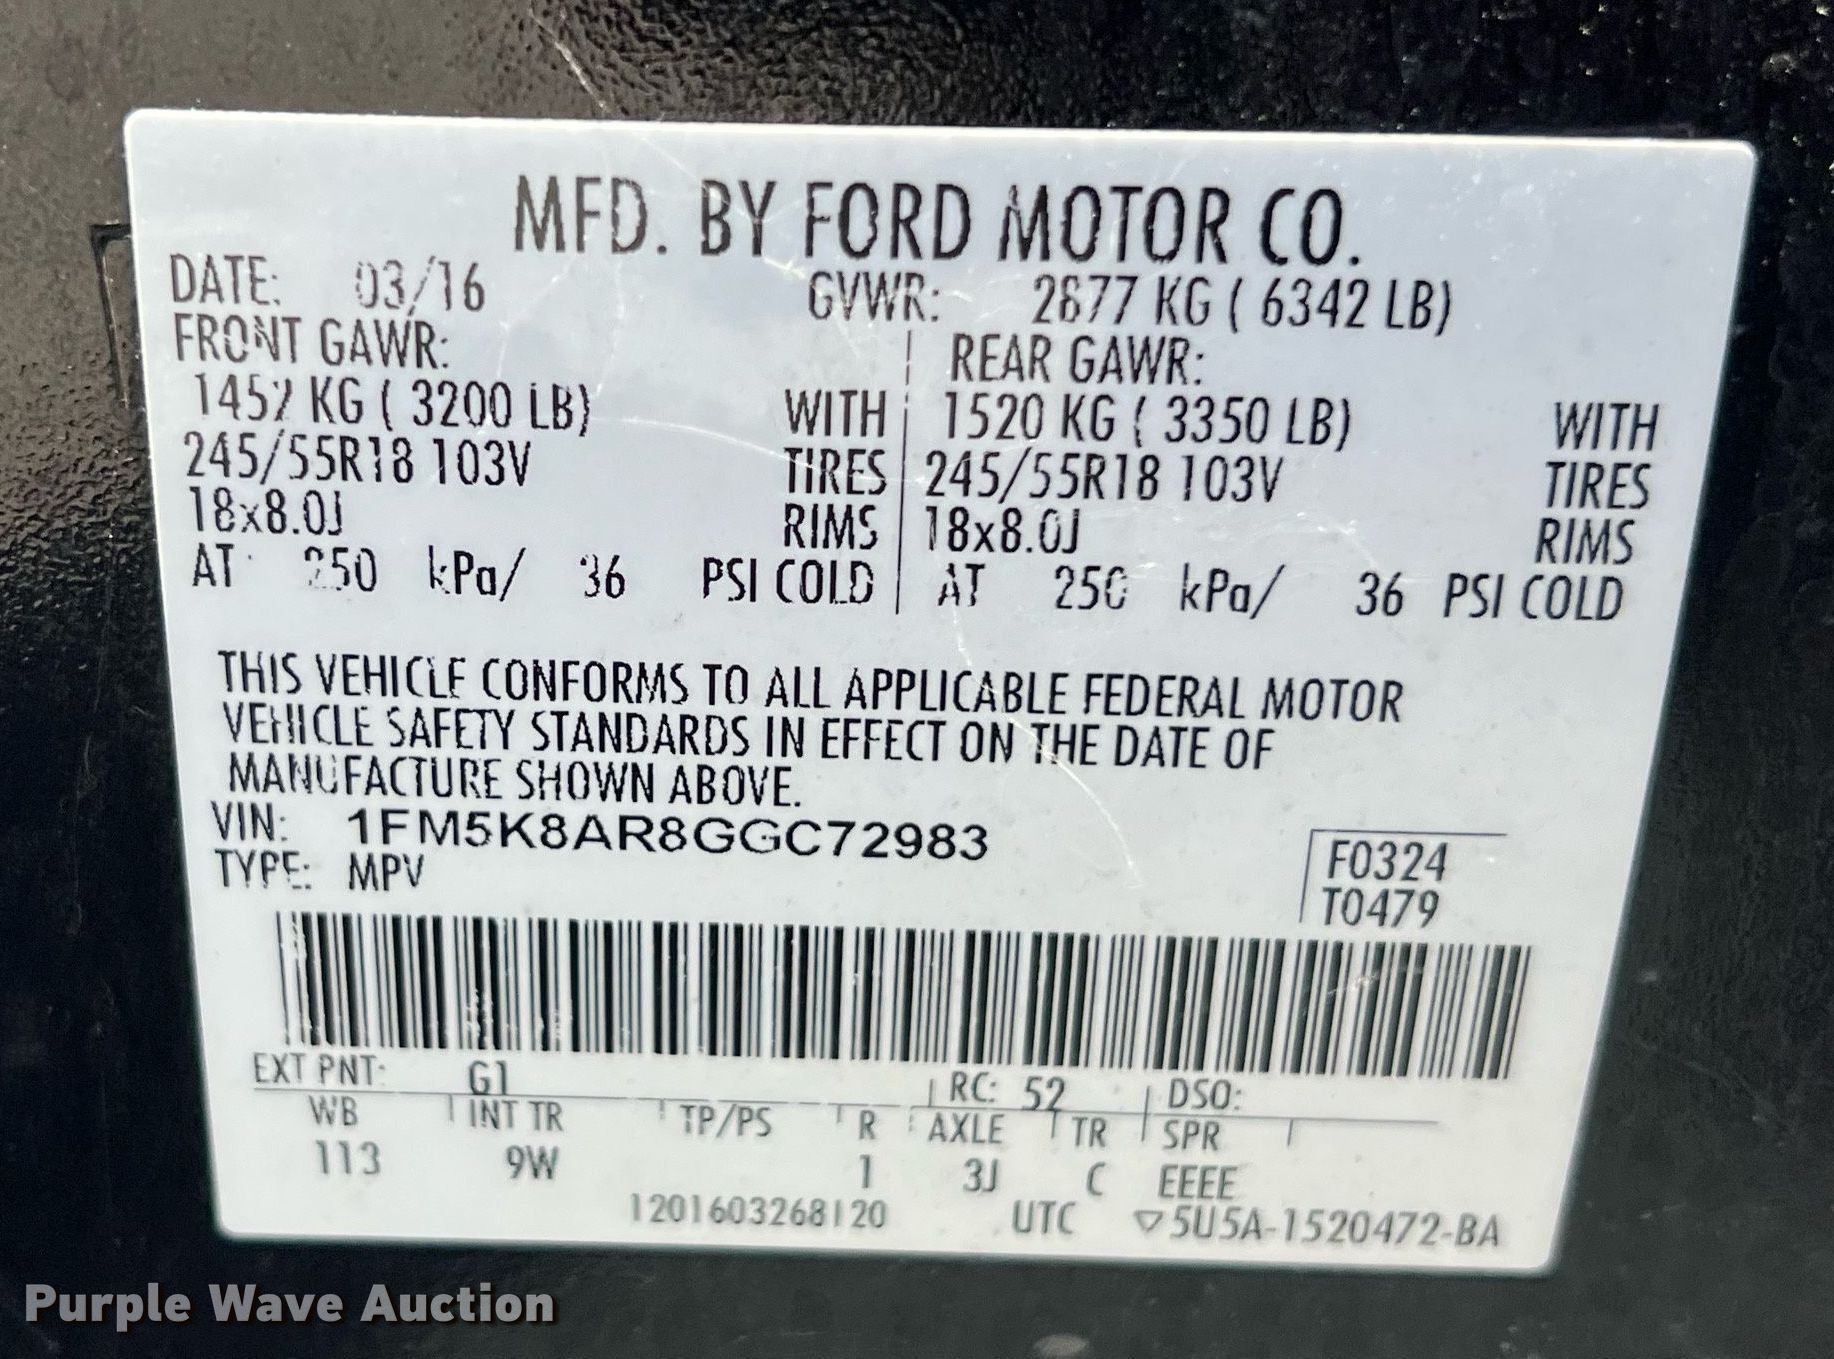 MFD. BY FORD MOTOR CO.
DATE: 03/16 GVWR: 2877 KG ( 6342 LB)
FRONT GAWR: REAR GAWR:
1452 KG ( 3200 LB) WITH 1520 KG ( 3350 LB) WITH
245/55R18 103V TIRES 245/55R18 103V TIRES
18x8.0J RIMS 18x8.0J RIMS
AT 250 kPa/ 36 PSI COLD AT 250 kPa/ 36 PSI COLD
THIS VEHICLE CONFORMS TO ALL APPLICABLE FEDERAL MOTOR
VEHICLE SAFETY STANDARDS IN EFFECT ON THE DATE OF
MANUFACTURE SHOWN ABOVE.
VIN: 1FM5K8AR8GGC72983
TYPE: MPV
F0324
T0479
EXT PNT: G1 RC: 52 DSO:
WB INT TR TP/PS R AXLE TR SPR
113 9W 1 3J C EEEE
1201603268120 UTC ▽5U5A-1520472-BA
Purple Wave Auction